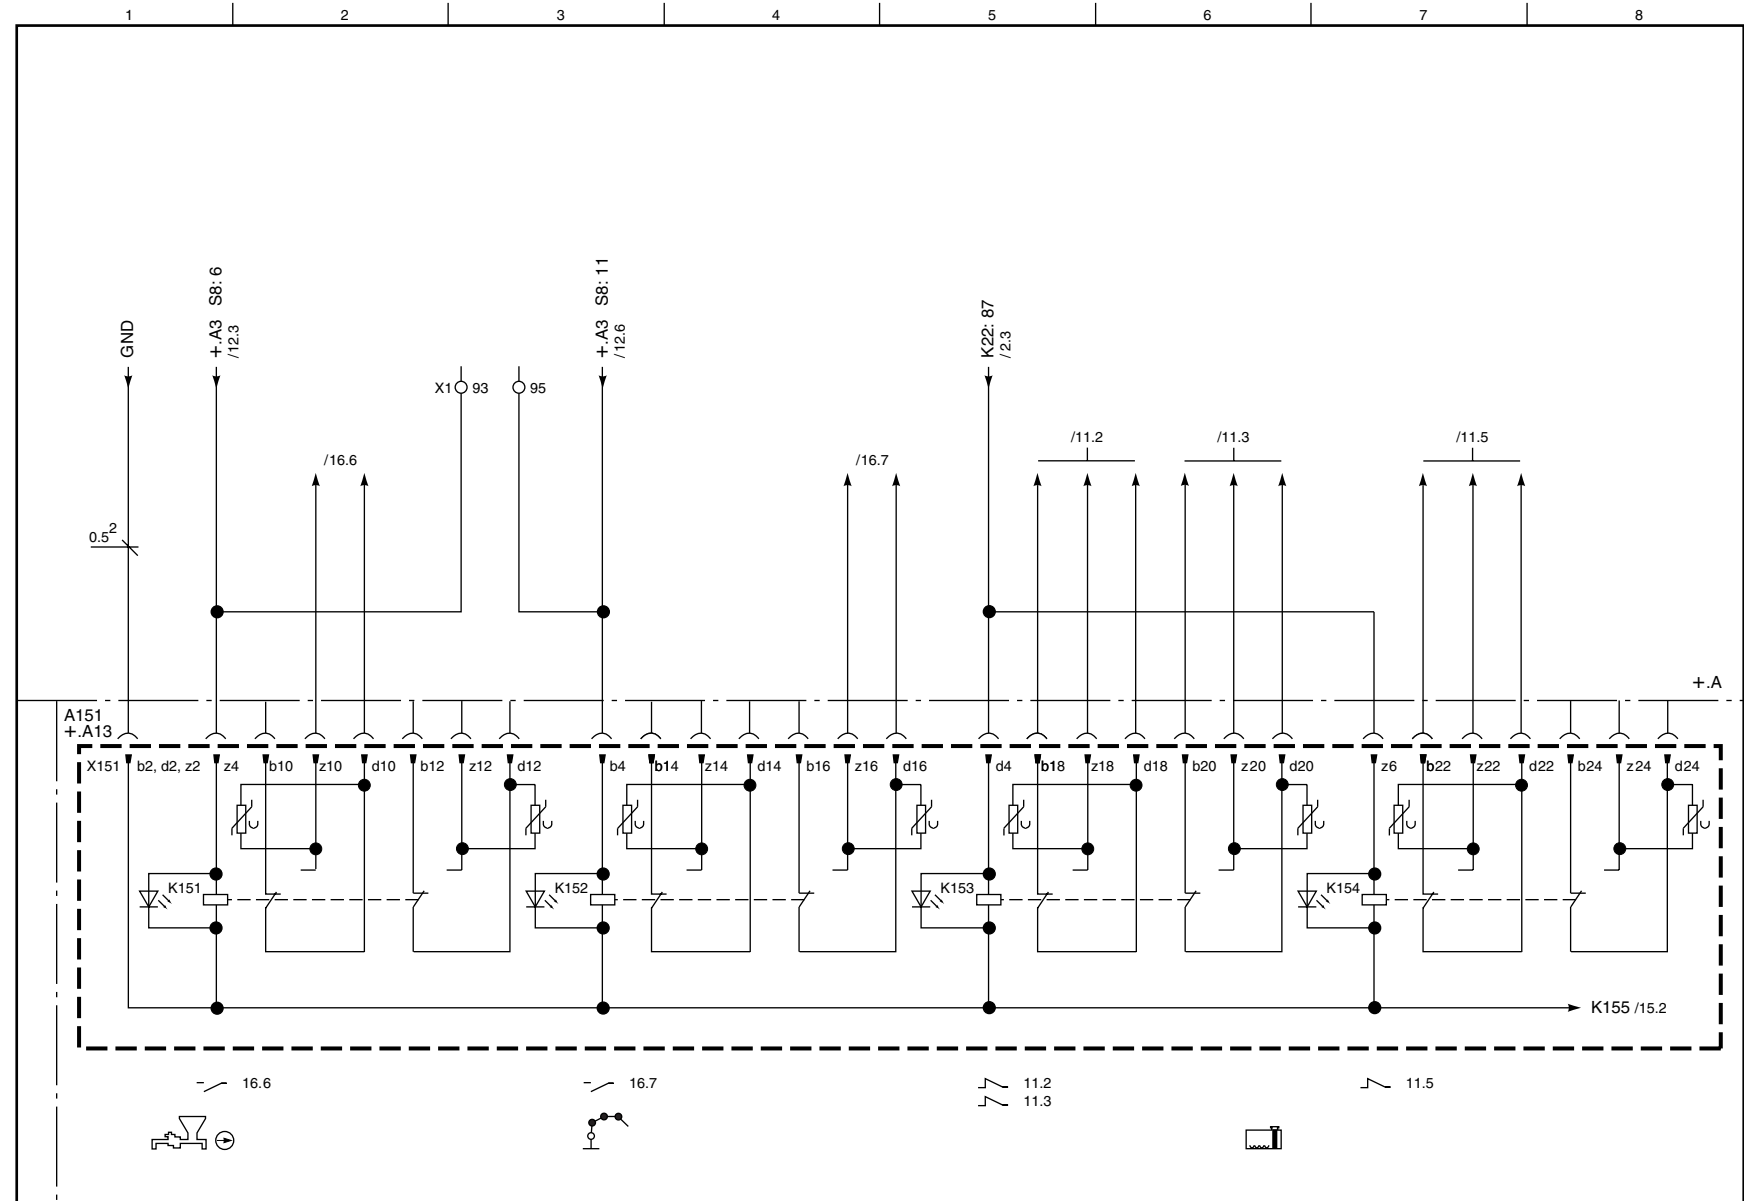 1 2 3 4 5 6 7 8
GND
+.A3 S8: 6
/12.3
+.A3 S8: 11
/12.6
K22: 87
/2.3
X1 93 95
/11.2 /11.3 /11.5
/16.6 /16.7
0.5²
+.A
A151
+.A13
X151 b2, d2, z2 z4 b10 z10 d10 b12 z12 d12 b4 b14 z14 d14 b16 z16 d16 d4 b18 z18 d18 b20 z20 d20 z6 b22 z22 d22 b24 z24 d24
K151 K152 K153 K154
K155 /15.2
16.6 16.7 11.2 11.5
11.3